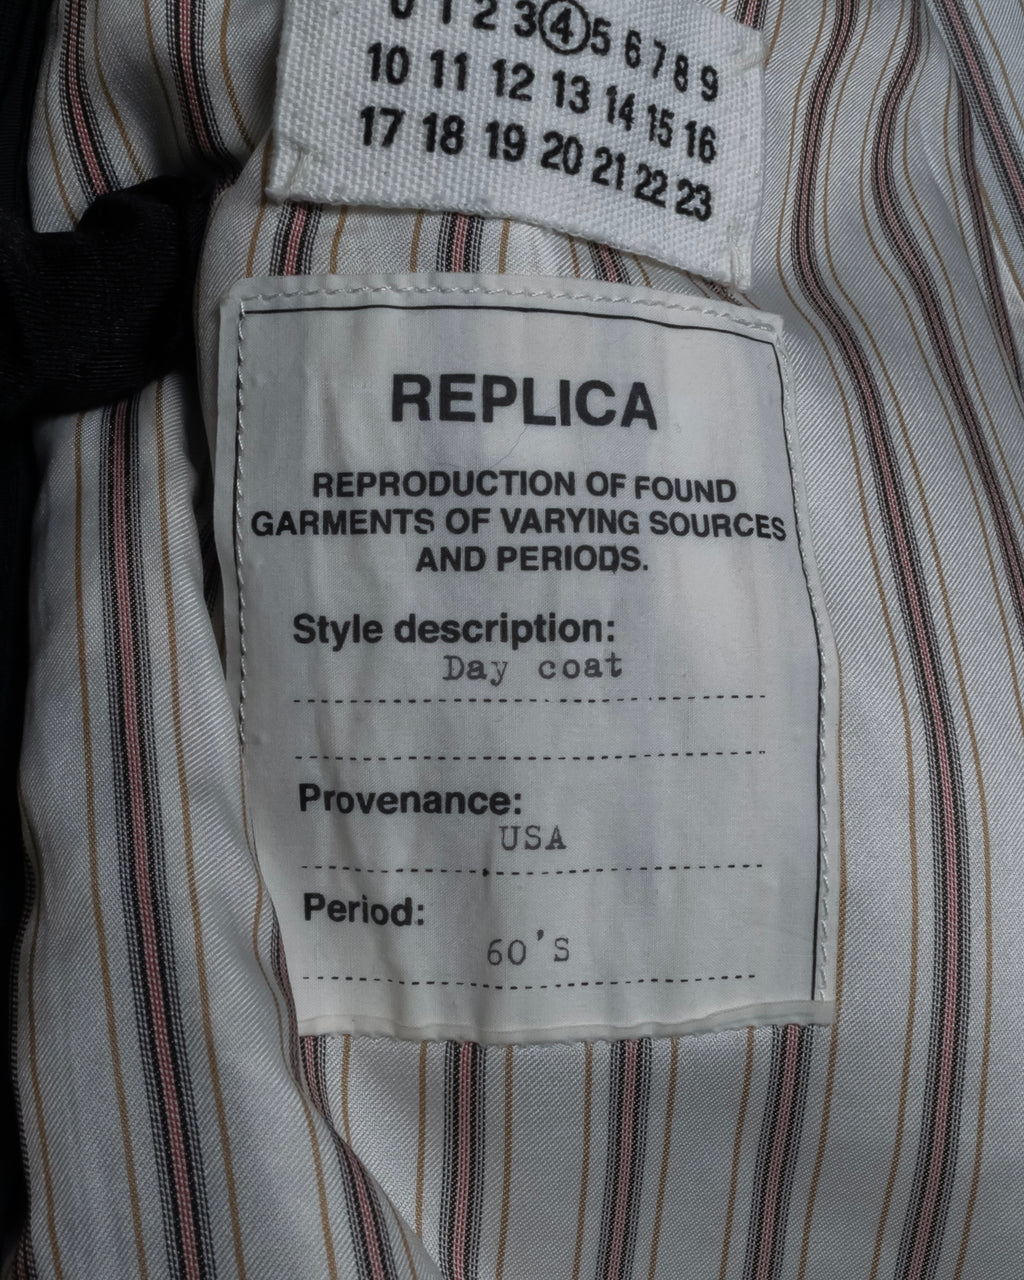 0 1 2 3 4 5 6 7 8 9
10 11 12 13 14 15 16
17 18 19 20 21 22 23
REPLICA
REPRODUCTION OF FOUND
GARMENTS OF VARYING SOURCES
AND PERIODS.
Style description:
Day coat
Provenance:
USA
Period:
60'S